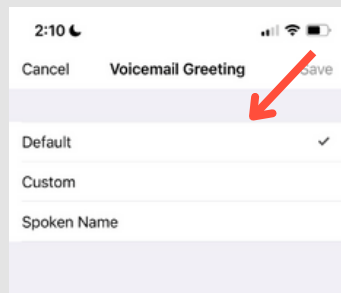 2:10
Cancel Voicemail Greeting Save
Default
Custom
Spoken Name